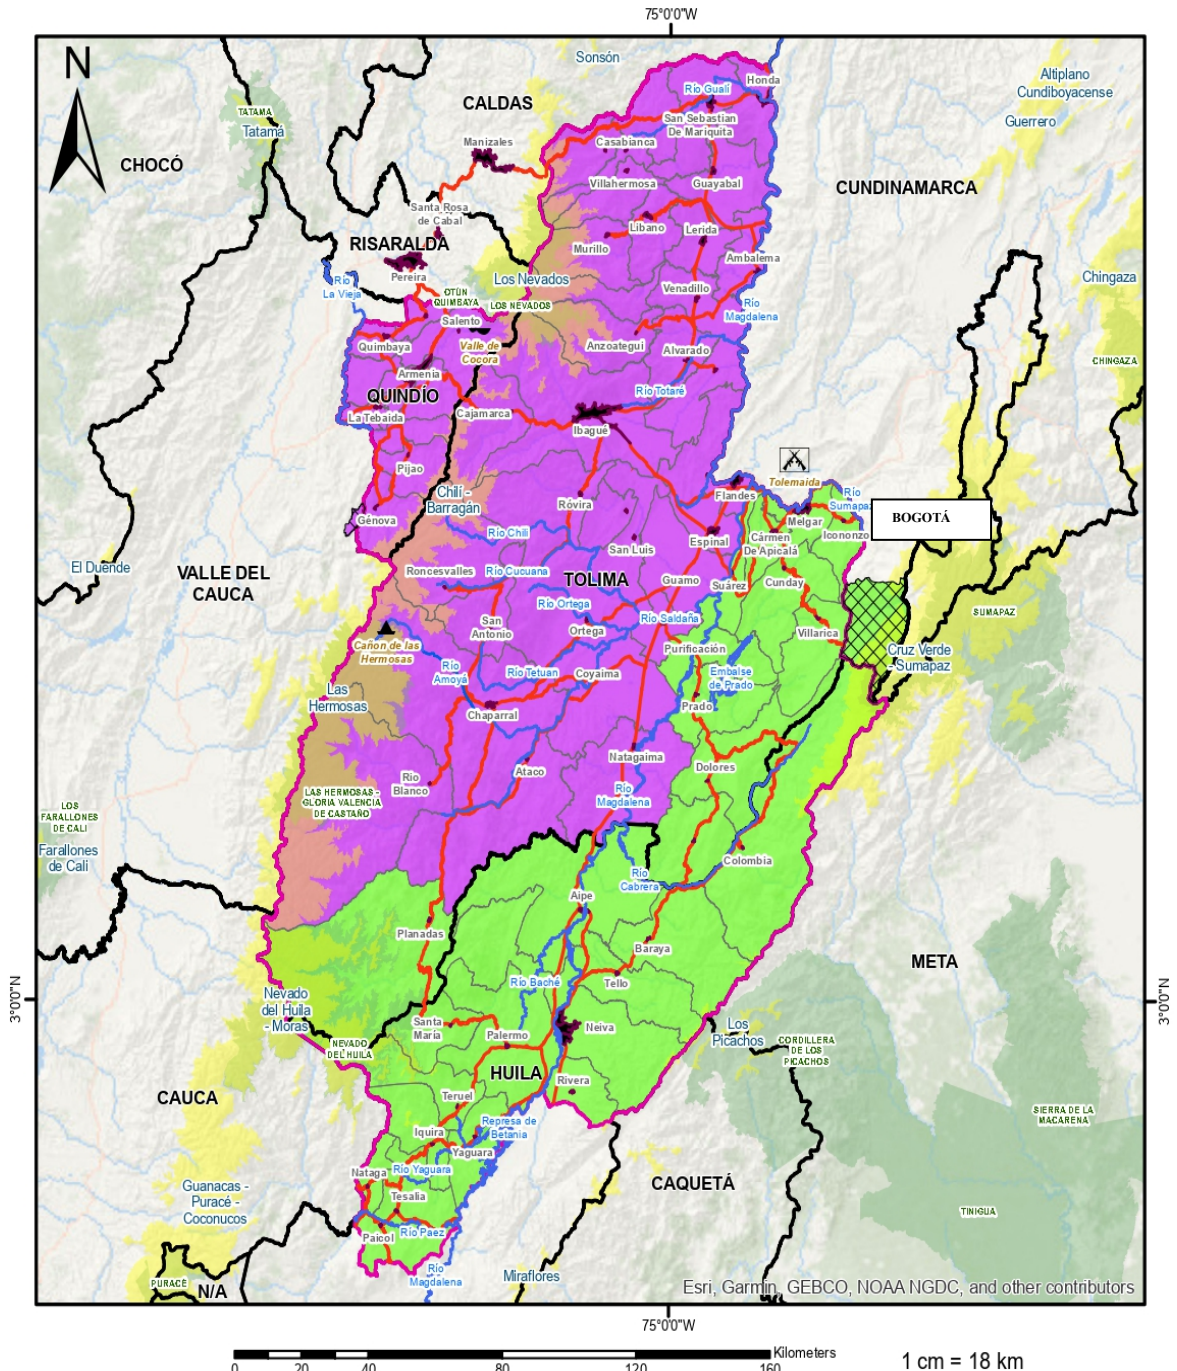 75°0'0"W
N
Sonsón
Honda
Altiplano
Cundiboyacense
Río Gualí
CALDAS
TATAMA
Tatamá
Guerrero
San Sebastian
De Mariquita
Manizales
Casabianca
CHOCÓ
Villahermosa
Guayabal
CUNDINAMARCA
Santa Rosa
de Cabal
Líbano
Lerida
RISARALDA
Murillo
Ambalema
Pereira
Río
La Vieja
Los Nevados
Chingaza
OTÚN
QUIMBAYA
LOS NEVADOS
Venadillo
Río
Magdalena
Salento
Quimbaya
Valle de
Cocora
Anzoategui
Alvarado
CHINGAZA
Armenia
QUINDÍO
Río Totaré
La Tebaida
Cajamarca
Ibagué
Pijao
Tolemaida
Chilí -
Barragán
Flandes
Río
Sumapaz
Róvira
Génova
Melgar
BOGOTÁ
Río Chili
Espinal
Cármen
De Apicalá
Icononzo
San Luis
El Duende
VALLE DEL
CAUCA
Roncesvalles
Río Cucuana
TOLIMA
Guamo
Suárez
Cunday
Río Ortega
SUMAPAZ
San
Antonio
Ortega
Río Saldaña
Villarica
Cañon de las
Hermosas
Purificación
Cruz Verde
- Sumapaz
Río
Amoyá
Río Tetuan
Coyaima
Embalse
de Prado
Las
Hermosas
Chaparral
Prado
Natagaima
Dolores
Rio
Blanco
Ataco
LAS HERMOSAS -
GLORIA VALENCIA
DE CASTAÑO
Río
Magdalena
LOS
FARALLONES
DE CALI
Farallones
de Cali
Colombia
Río
Cabrera
Aipe
Planadas
Baraya
META
Río Baché
Tello
3°0'0"N
3°0'0"N
Nevado
del Huila
- Moras
Santa
María
Palermo
Neiva
Los
Picachos
NEVADO
DEL HUILA
CORDILLERA
DE LOS
PICACHOS
HUILA
Rivera
CAUCA
Teruel
SIERRA DE LA
MACARENA
Represa de
Betania
Iquira
Yaguara
Nataga
Río Yaguara
CAQUETÁ
Guanacas -
Puracé -
Coconucos
Tesalia
TINIGUA
Paicol
Río Paez
Río
Magdalena
Miraflores
PURACÉ
N/A
Esri, Garmin, GEBCO, NOAA NGDC, and other contributors
75°0'0"W
Kilometers
0 20 40 80 120 160
1 cm = 18 km